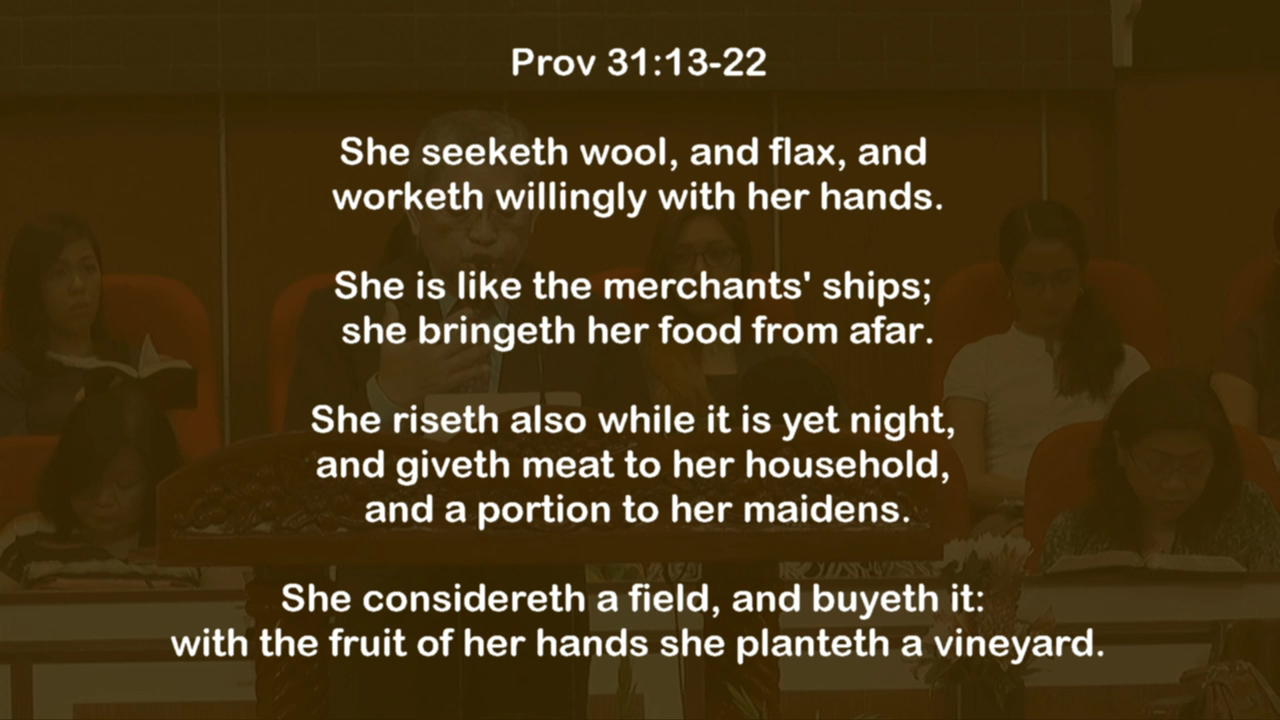 Prov 31:13-22
She seeketh wool, and flax, and
worketh willingly with her hands.
She is like the merchants' ships;
she bringeth her food from afar.
She riseth also while it is yet night,
and giveth meat to her household,
and a portion to her maidens.
She considereth a field, and buyeth it:
with the fruit of her hands she planteth a vineyard.